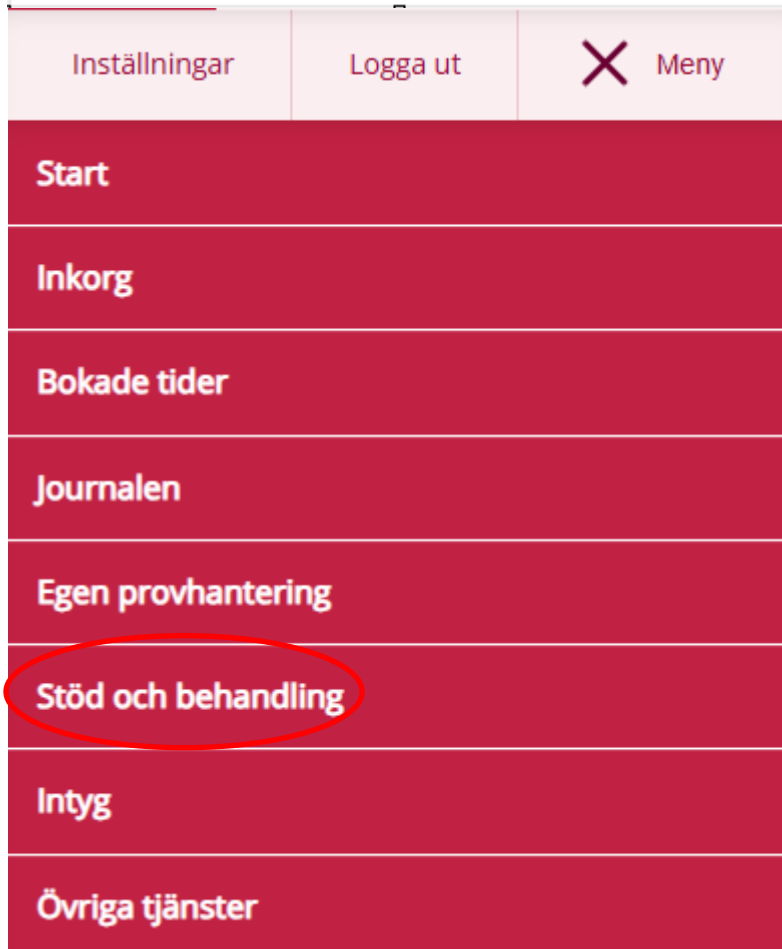 Inställningar
Logga ut
Meny
Start
Inkorg
Bokade tider
Journalen
Egen provhantering
Stöd och behandling
Intyg
Övriga tjänster